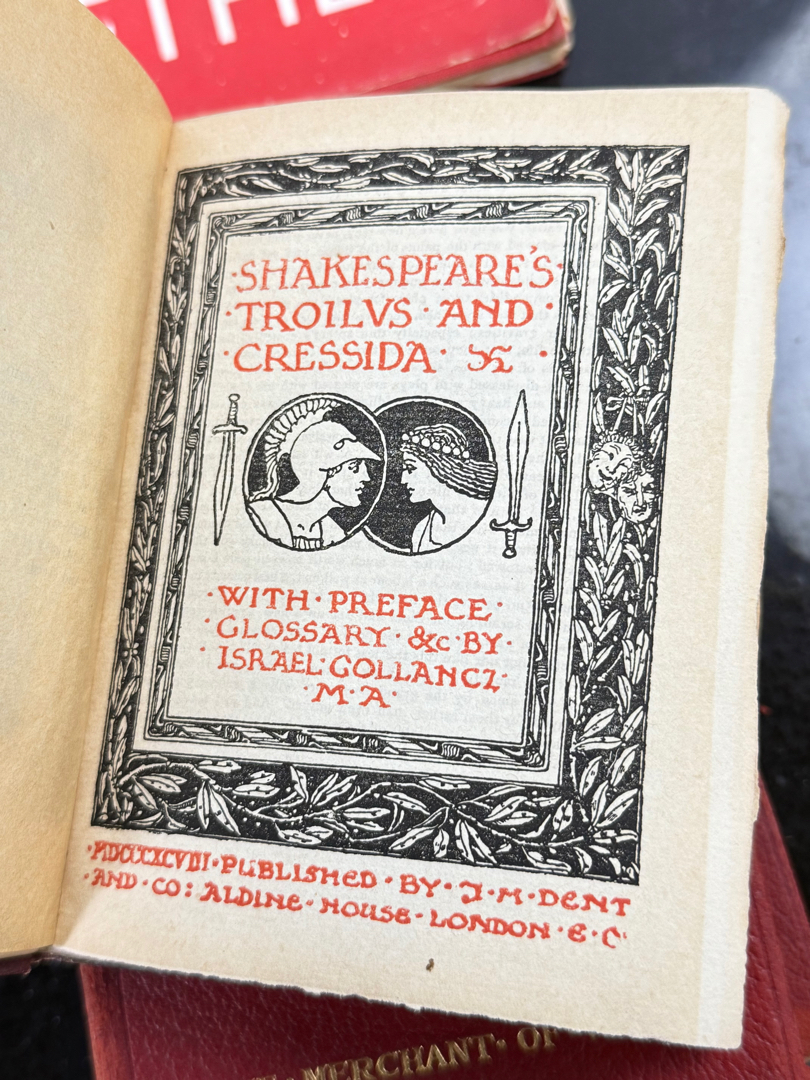 ·SHAKESPEARE'S·
·TROILVS·AND·
·CRESSIDA·
·WITH·PREFACE·
·GLOSSARY·&c·BY·
·ISRAEL·GOLLANCZ·
·M·A·
·MDCCCXCVIII·PUBLISHED·BY·J·M·DENT
·AND·CO: ALDINE·HOUSE·LONDON·E·C·
·MERCHANT·OF·